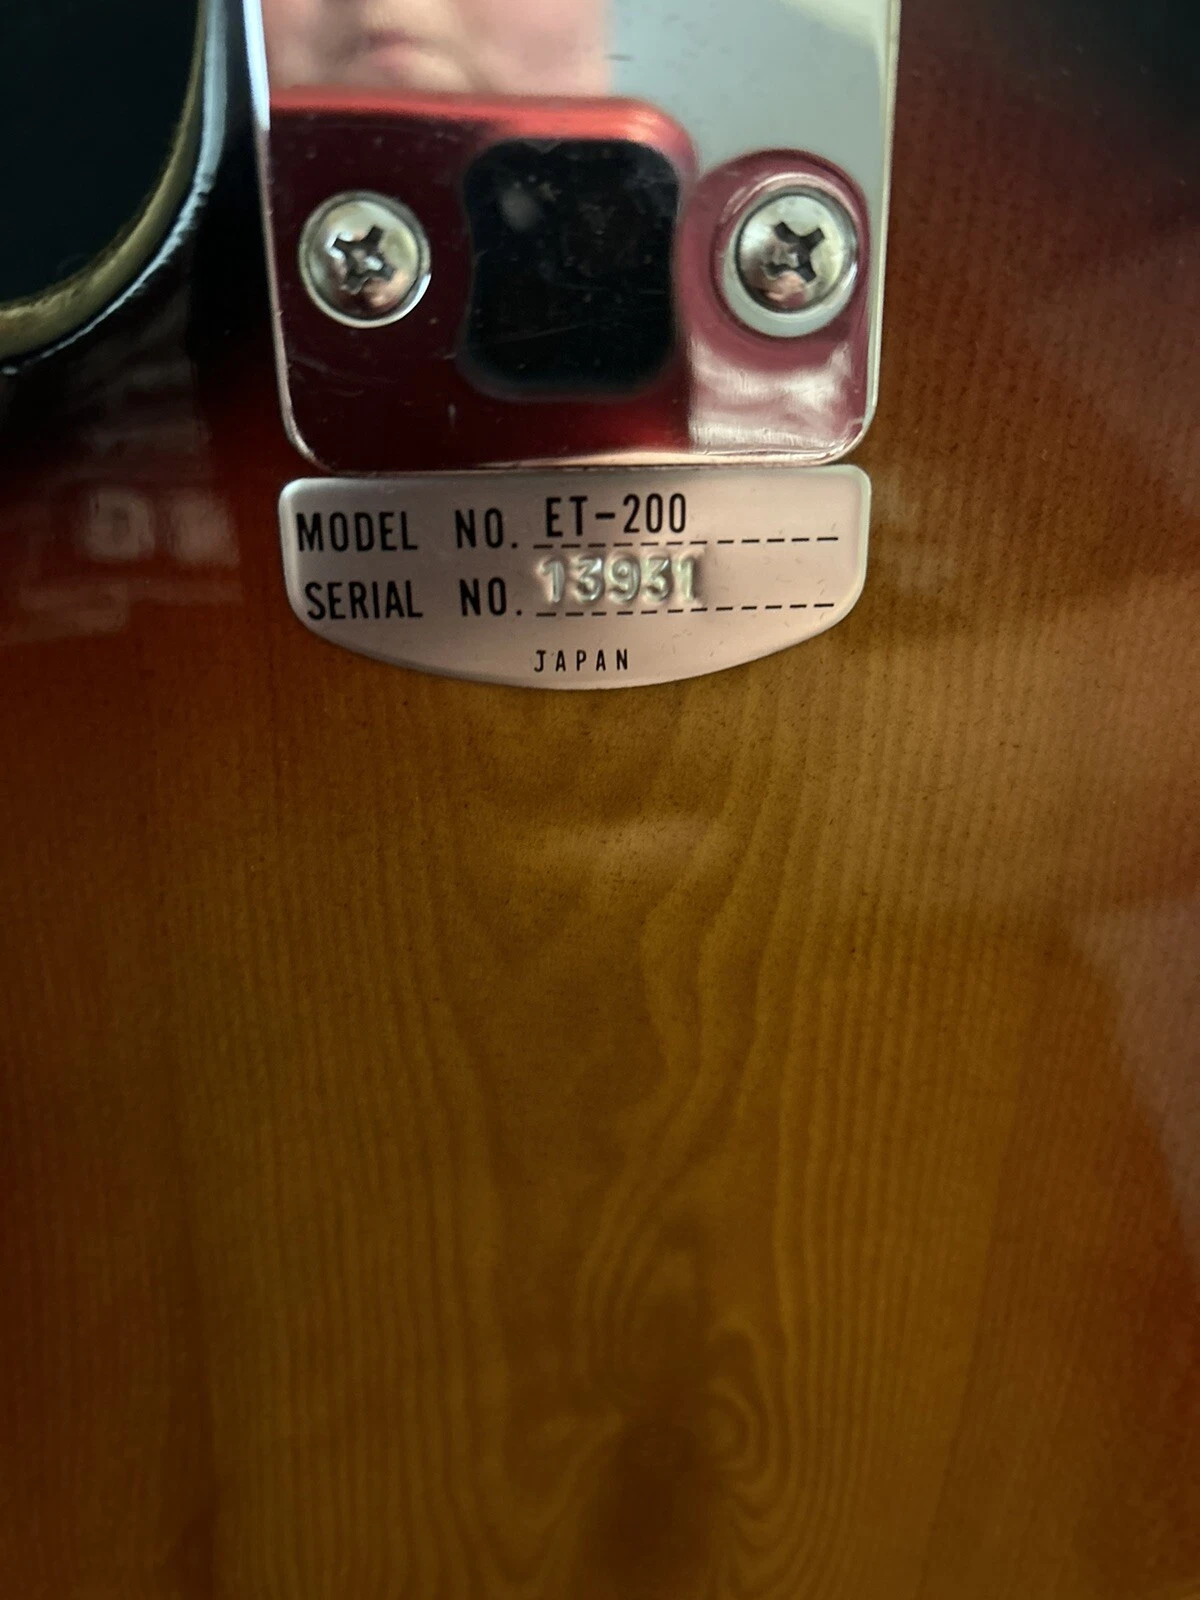 MODEL NO. ET-200
SERIAL NO. 13931
JAPAN